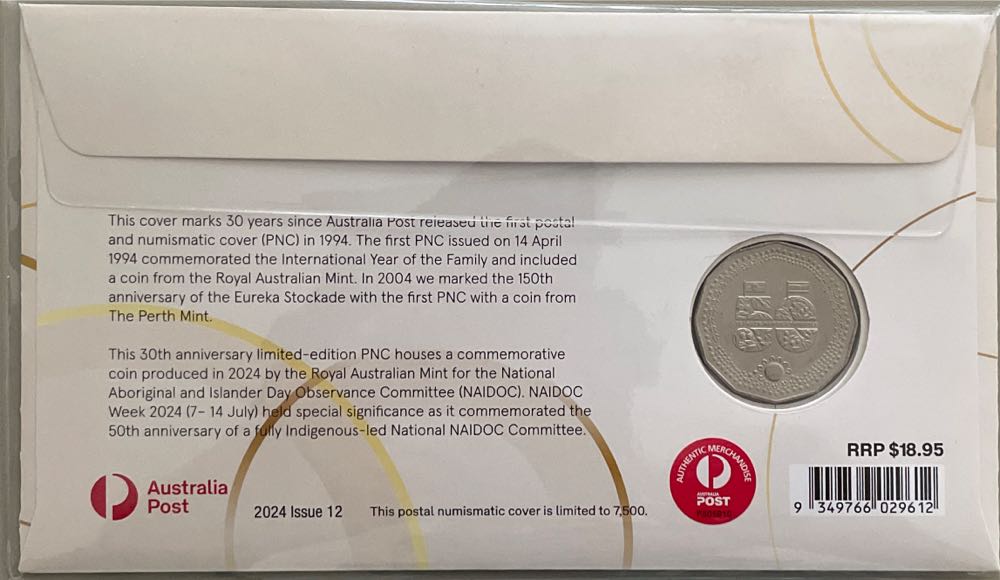 This cover marks 30 years since Australia Post released the first postal
and numismatic cover (PNC) in 1994. The first PNC issued on 14 April
1994 commemorated the International Year of the Family and included
a coin from the Royal Australian Mint. In 2004 we marked the 150th
anniversary of the Eureka Stockade with the first PNC with a coin from
The Perth Mint.
This 30th anniversary limited-edition PNC houses a commemorative
coin produced in 2024 by the Royal Australian Mint for the National
Aboriginal and Islander Day Observance Committee (NAIDOC). NAIDOC
Week 2024 (7– 14 July) held special significance as it commemorated the
50th anniversary of a fully Indigenous-led National NAIDOC Committee.
50
Australia
Post
2024 Issue 12
This postal numismatic cover is limited to 7,500.
AUTHENTIC MERCHANDISE
AUSTRALIA
POST
RRP $18.95
9 349766 029612